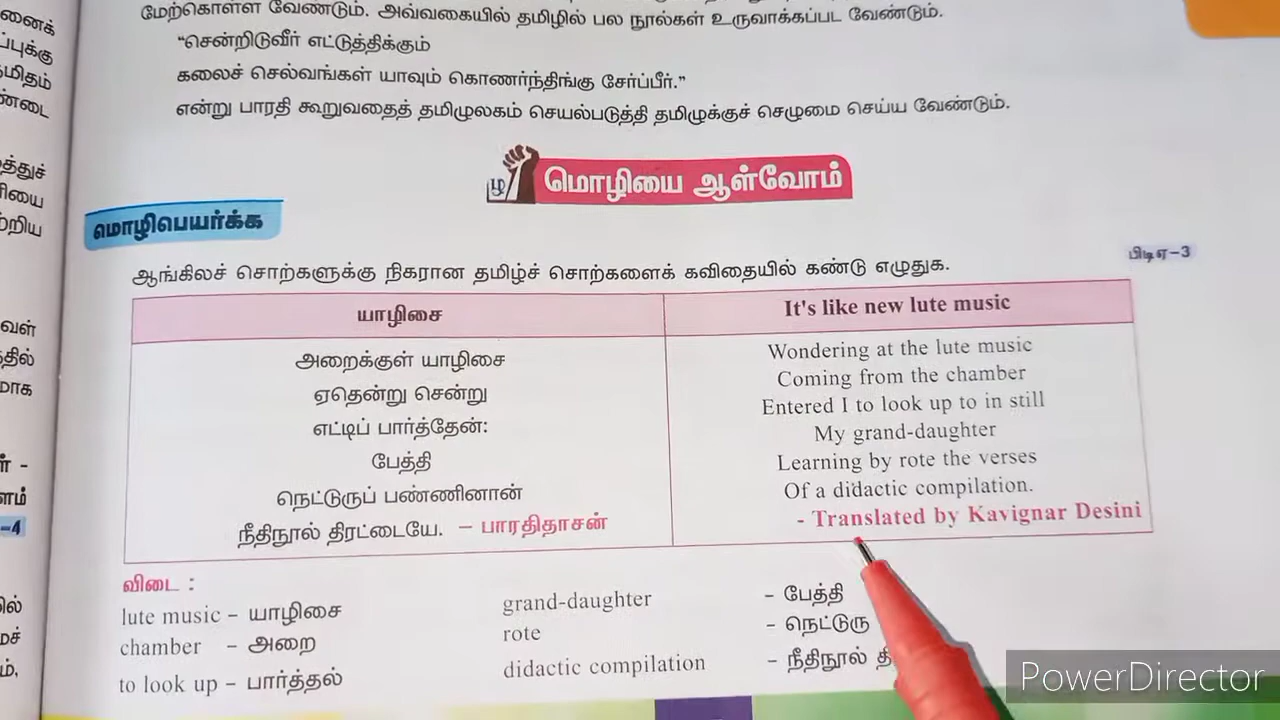 மேற்கொள்ள வேண்டும். அவ்வகையில் தமிழில் பல நூல்கள் உருவாக்கப்பட வேண்டும்.
“சென்றிடுவீர் எட்டுத்திக்கும்
கலைச் செல்வங்கள் யாவும் கொணர்ந்திங்கு சேர்ப்பீர்.”
என்று பாரதி கூறுவதைத் தமிழுலகம் செயல்படுத்தி தமிழுக்குச் செழுமை செய்ய வேண்டும்.
ழ மொழியை ஆள்வோம்
மொழிபெயர்க்க
பிடிஏ-3
ஆங்கிலச் சொற்களுக்கு நிகரான தமிழ்ச் சொற்களைக் கவிதையில் கண்டு எழுதுக.
யாழிசை
அறைக்குள் யாழிசை
ஏதென்று சென்று
எட்டிப் பார்த்தேன்:
பேத்தி
நெட்டுருப் பண்ணினான்
நீதிநூல் திரட்டையே. – பாரதிதாசன்
It's like new lute music
Wondering at the lute music
Coming from the chamber
Entered I to look up to in still
My grand-daughter
Learning by rote the verses
Of a didactic compilation.
- Translated by Kavignar Desini
விடை :
lute music – யாழிசை grand-daughter – பேத்தி
chamber – அறை rote – நெட்டுரு
to look up – பார்த்தல் didactic compilation – நீதிநூல்
PowerDirector